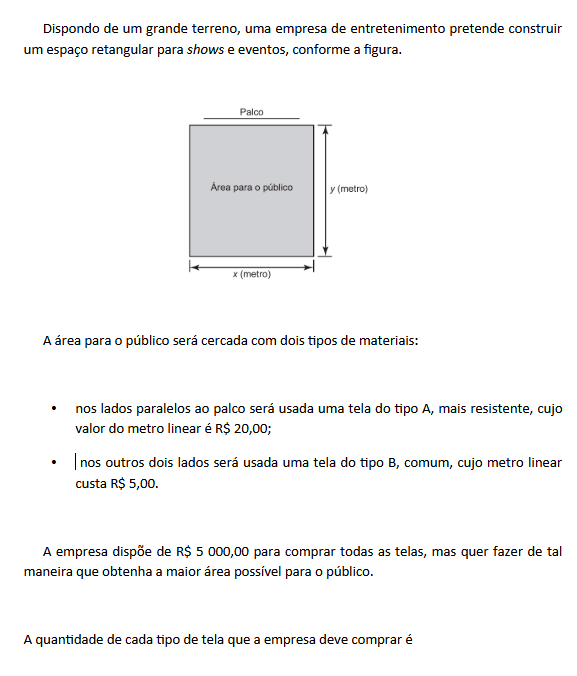 Dispondo de um grande terreno, uma empresa de entretenimento pretende construir
um espaço retangular para shows e eventos, conforme a figura.
Palco
Área para o público
y (metro)
x (metro)
A área para o público será cercada com dois tipos de materiais:
• nos lados paralelos ao palco será usada uma tela do tipo A, mais resistente, cujo
valor do metro linear é R$ 20,00;
• nos outros dois lados será usada uma tela do tipo B, comum, cujo metro linear
custa R$ 5,00.
A empresa dispõe de R$ 5 000,00 para comprar todas as telas, mas quer fazer de tal
maneira que obtenha a maior área possível para o público.
A quantidade de cada tipo de tela que a empresa deve comprar é